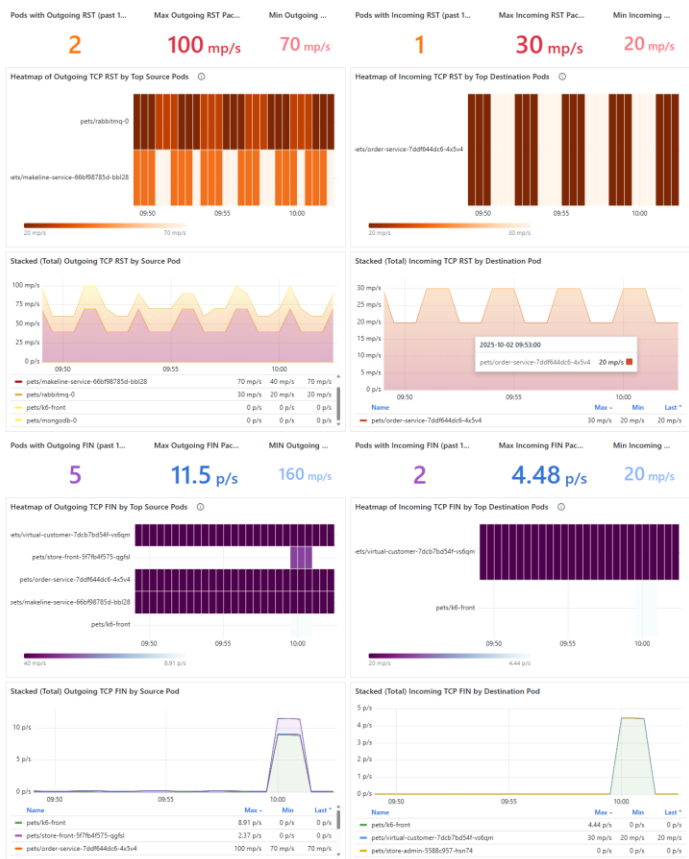 Pods with Outgoing RST (past 1... Max Outgoing RST Pac... Min Outgoing ...
2 100 mp/s 70 mp/s
Pods with Incoming RST (past 1... Max Incoming RST Pac... Min Incoming ...
1 30 mp/s 20 mp/s
Heatmap of Outgoing TCP RST by Top Source Pods
pets/rabbitmq-0
ets/makeline-service-66bf98785d-bbl28
09:50 09:55 10:00
20 mp/s 70 mp/s
Heatmap of Incoming TCP RST by Top Destination Pods
ets/order-service-7ddf644dc6-4x5v4
09:50 09:55 10:00
20 mp/s 30 mp/s
Stacked (Total) Outgoing TCP RST by Source Pod
100 mp/s
75 mp/s
50 mp/s
25 mp/s
0 p/s
09:50 09:55 10:00
pets/makeline-service-66bf98785d-bbl28 70 mp/s 40 mp/s 70 mp/s
pets/rabbitmq-0 30 mp/s 20 mp/s 20 mp/s
pets/k6-front 0 p/s 0 p/s 0 p/s
pets/mongodb-0 0 p/s 0 p/s 0 p/s
Stacked (Total) Incoming TCP RST by Destination Pod
30 mp/s
25 mp/s
20 mp/s
15 mp/s
10 mp/s
5 mp/s
0 p/s
2025-10-02 09:53:00
pets/order-service-7ddf644dc6-4x5v4 20 mp/s
09:50 09:55 10:00
Name Max Min Last *
pets/order-service-7ddf644dc6-4x5v4 30 mp/s 20 mp/s 20 mp/s
Pods with Outgoing FIN (past 1... Max Outgoing FIN Pac... MIN Outgoing ...
5 11.5 p/s 160 mp/s
Pods with Incoming FIN (past 1... Max Incoming FIN Pac... Min Incoming ...
2 4.48 p/s 20 mp/s
Heatmap of Outgoing TCP FIN by Top Source Pods
ets/virtual-customer-7dcb7bd54f-vs6qm
pets/store-front-5f7fb4f575-qgfsl
pets/order-service-7ddf644dc6-4x5v4
pets/makeline-service-66bf98785d-bbl28
pets/k6-front
09:50 09:55 10:00
40 mp/s 8.91 p/s
Heatmap of Incoming TCP FIN by Top Destination Pods
ets/virtual-customer-7dcb7bd54f-vs6qm
pets/k6-front
09:50 09:55 10:00
20 mp/s 4.44 p/s
Stacked (Total) Outgoing TCP FIN by Source Pod
10 p/s
5 p/s
0 p/s
09:50 09:55 10:00
Name Max Min Last *
pets/k6-front 8.91 p/s 0 p/s 0 p/s
pets/store-front-5f7fb4f575-qgfsl 2.37 p/s 0 p/s 0 p/s
pets/order-service-7ddf644dc6-4x5v4 100 mp/s 70 mp/s 70 mp/s
Stacked (Total) Incoming TCP FIN by Destination Pod
5 p/s
4 p/s
3 p/s
2 p/s
1 p/s
0 p/s
09:50 09:55 10:00
Name Max Min Last *
pets/k6-front 4.44 p/s 0 p/s 0 p/s
pets/virtual-customer-7dcb7bd54f-vs6qm 30 mp/s 20 mp/s 20 mp/s
pets/store-admin-5588c957-hsn74 0 p/s 0 p/s 0 p/s